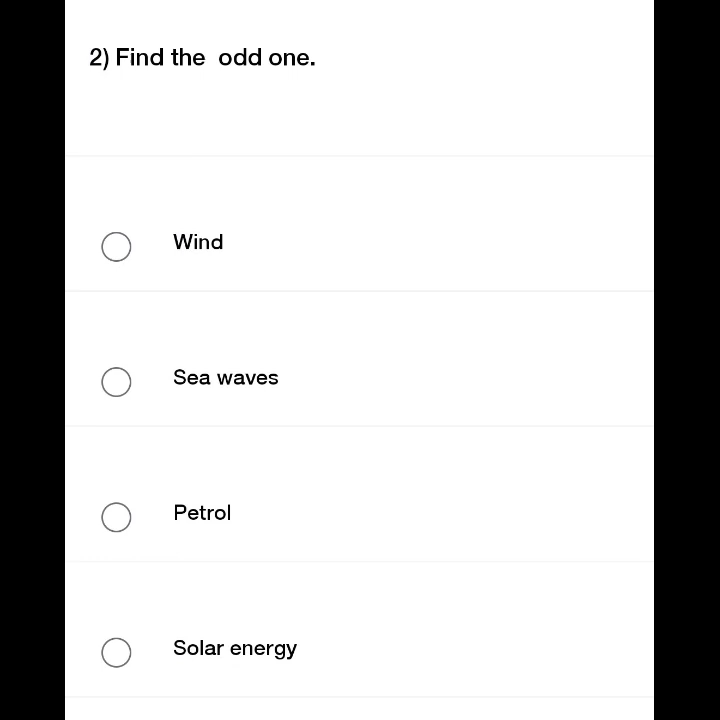 2) Find the odd one.
Wind
Sea waves
Petrol
Solar energy